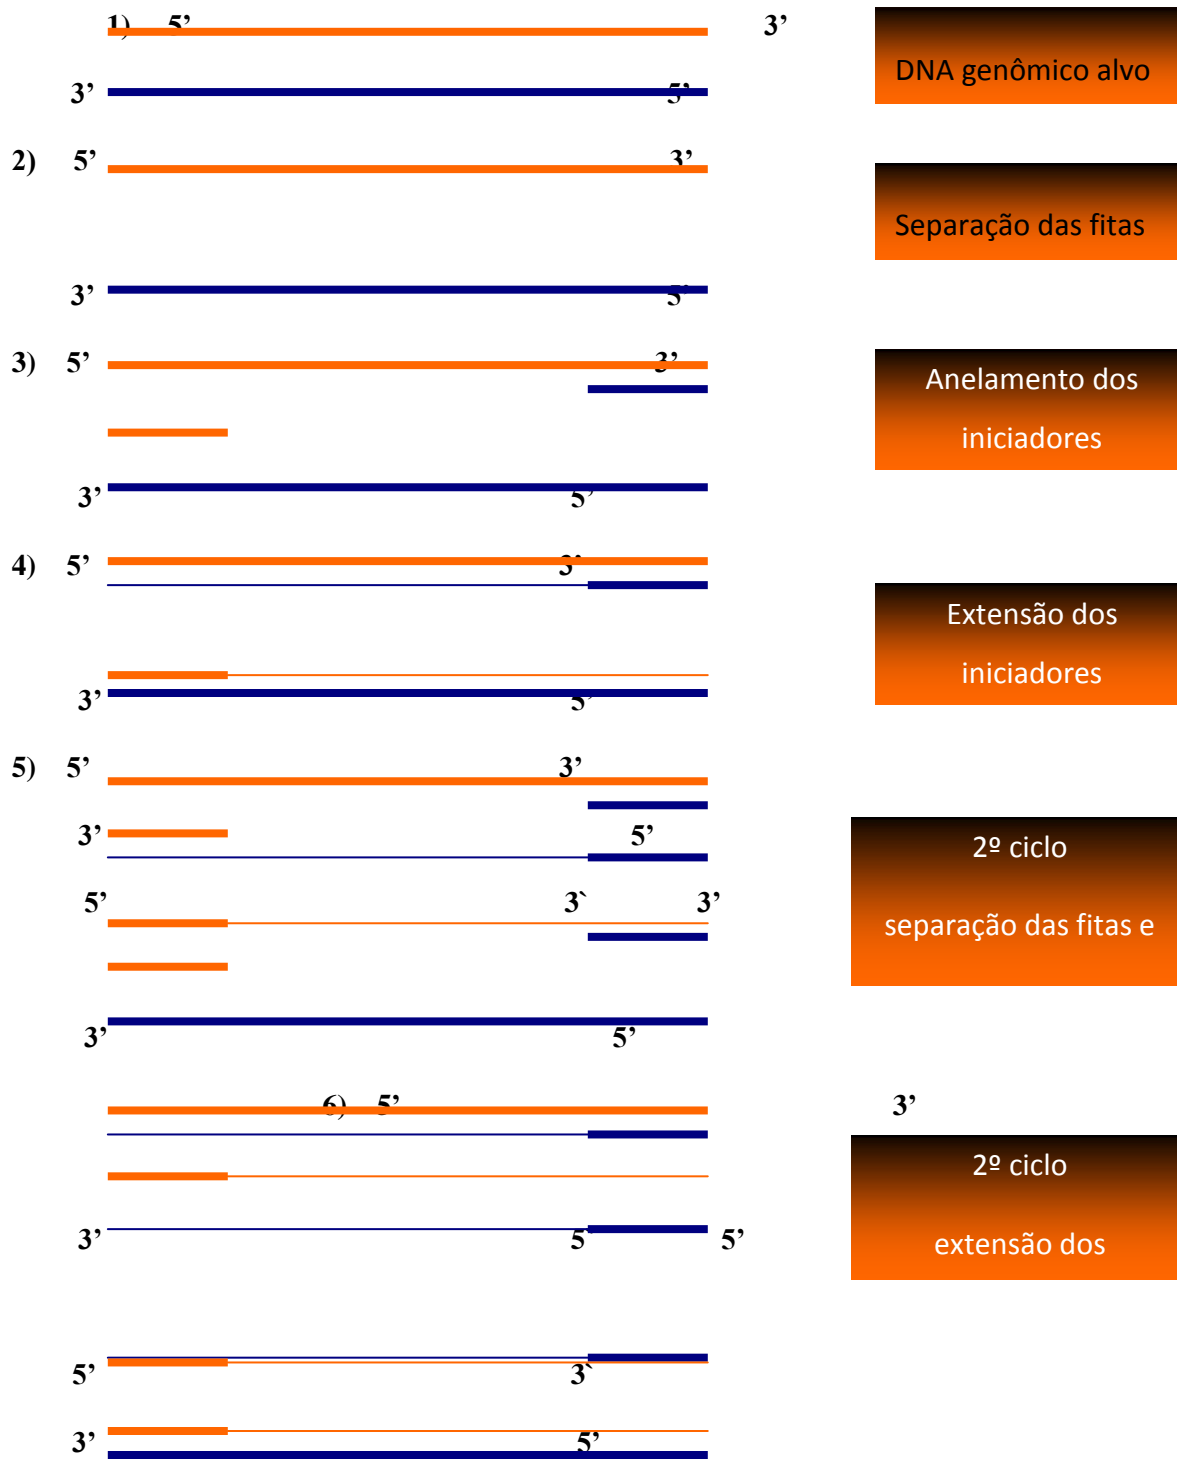 1) 5’ 3’
DNA genômico alvo
3’ 5’
2) 5’ 3’
Separação das fitas
3’ 5’
3) 5’ 3’
Anelamento dos
iniciadores
3’ 5’
4) 5’ 3’
Extensão dos
iniciadores
3’ 5’
5) 5’ 3’
3’ 5’
2º ciclo
separação das fitas e
5’ 3` 3’
3’ 5’
6) 5’ 3’
2º ciclo
extensão dos
3’ 5` 5’
5’ 3`
3’ 5’